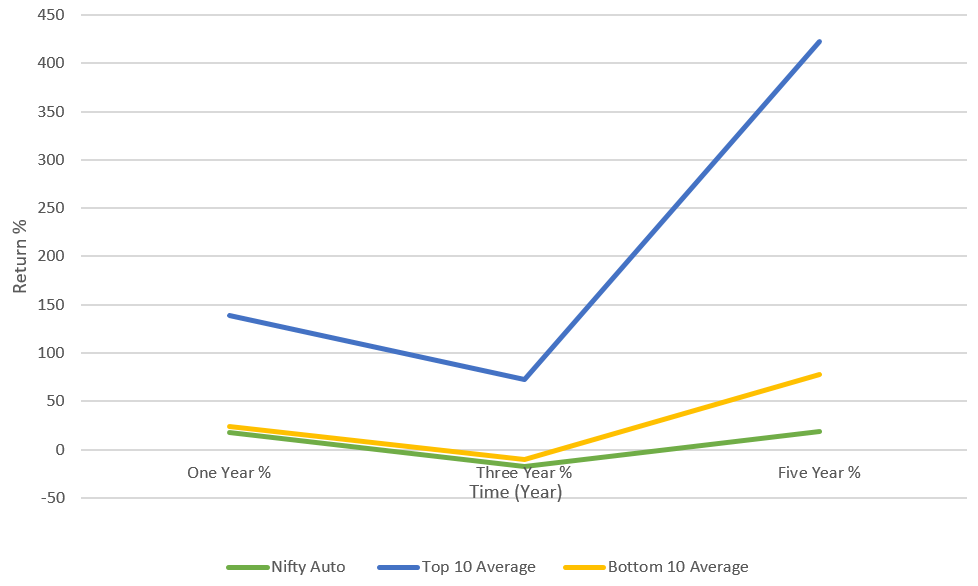 450
400
350
300
250
200
150
100
50
0
-50
Return %
One Year %
Three Year %
Five Year %
Time (Year)
Nifty Auto
Top 10 Average
Bottom 10 Average